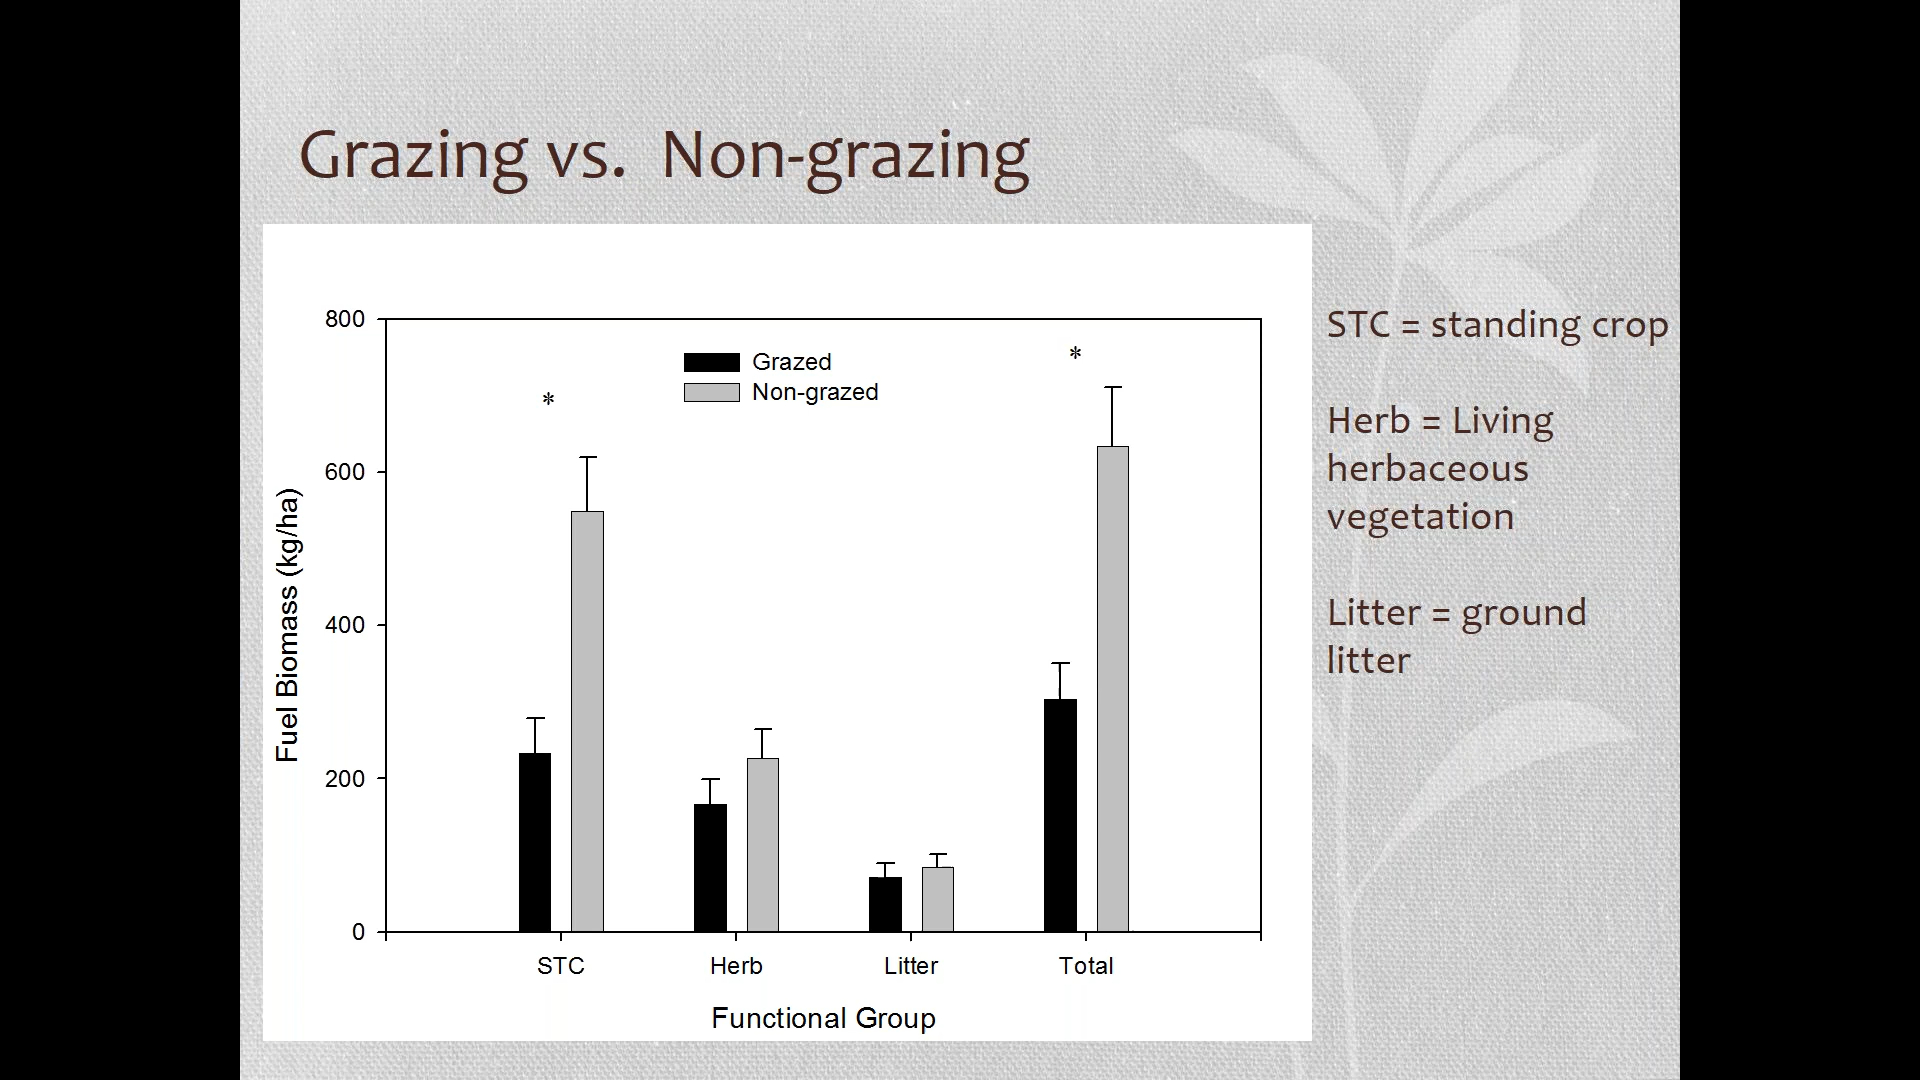 Grazing vs.  Non-grazing
800
600
400
200
0
Fuel Biomass (kg/ha)
*
*
Grazed
Non-grazed
STC
Herb
Litter
Total
Functional Group
STC = standing crop
Herb = Living
herbaceous
vegetation
Litter = ground
litter